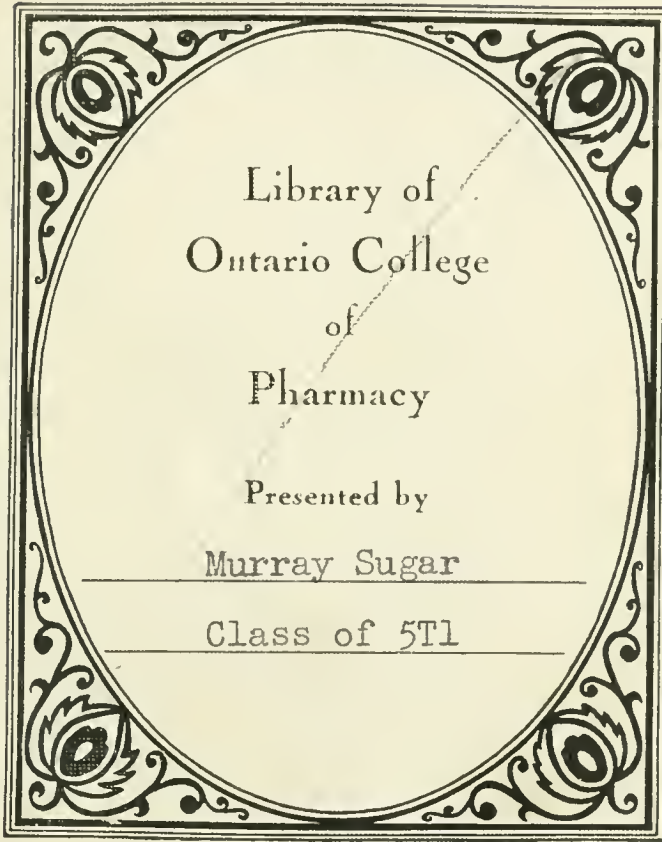 Library of
Ontario College
of
Pharmacy
Presented by
Murray Sugar
Class of 5T1